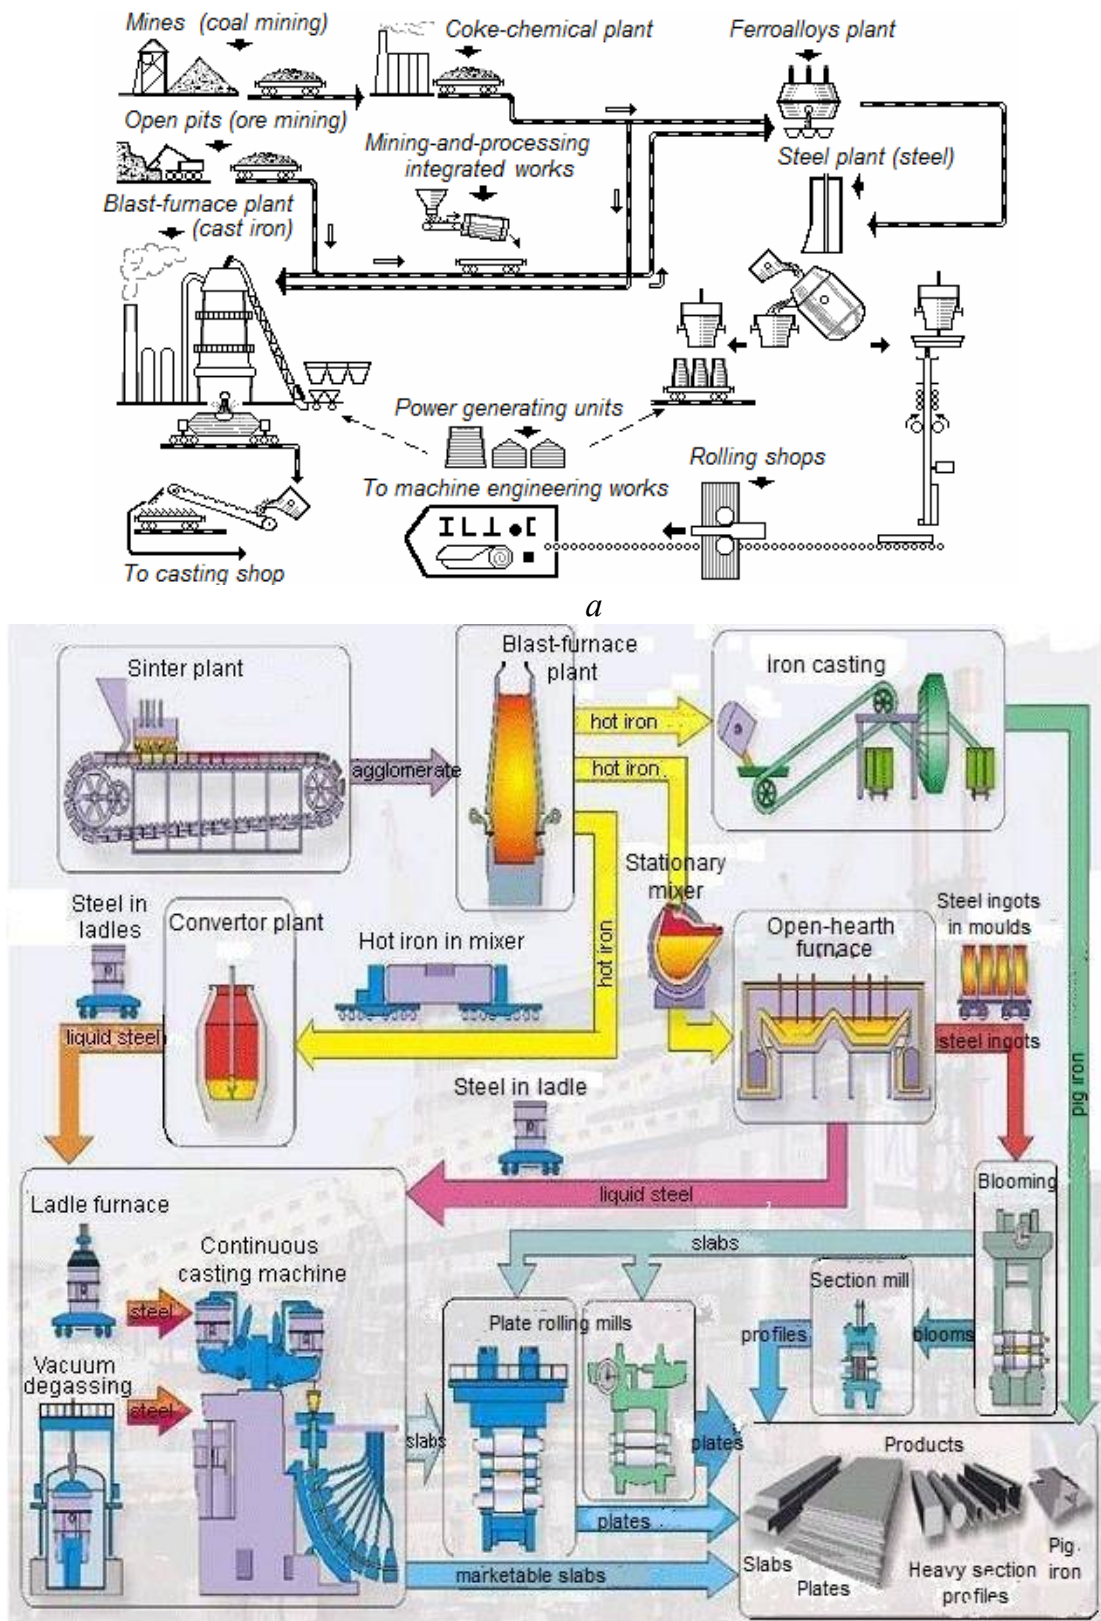 Mines (coal mining)
Coke-chemical plant
Ferroalloys plant
Open pits (ore mining)
Mining-and-processing
integrated works
Steel plant (steel)
Blast-furnace plant
(cast iron)
Power generating units
Rolling shops
To machine engineering works
To casting shop
a
Sinter plant
Blast-furnace
plant
Iron casting
hot iron
hot iron
agglomerate
Stationary
mixer
Steel in
ladles
Convertor plant
Hot iron in mixer
hot iron
Open-hearth
furnace
Steel ingots
in moulds
liquid steel
steel ingots
pig iron
Steel in ladle
liquid steel
Blooming
Ladle furnace
Continuous
casting machine
slabs
Section mill
steel
Plate rolling mills
profiles
blooms
Vacuum
degassing
steel
slabs
plates
Products
plates
marketable slabs
Slabs
Plates
Heavy section
profiles
Pig
iron